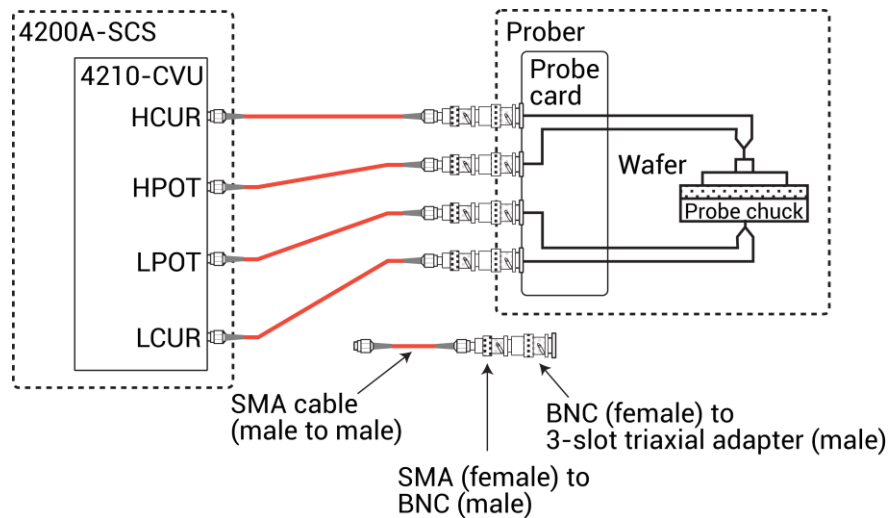 4200A-SCS
4210-CVU
HCUR
HPOT
LPOT
LCUR
Prober
Probe
card
Wafer
Probe chuck
SMA cable
(male to male)
SMA (female) to
BNC (male)
BNC (female) to
3-slot triaxial adapter (male)